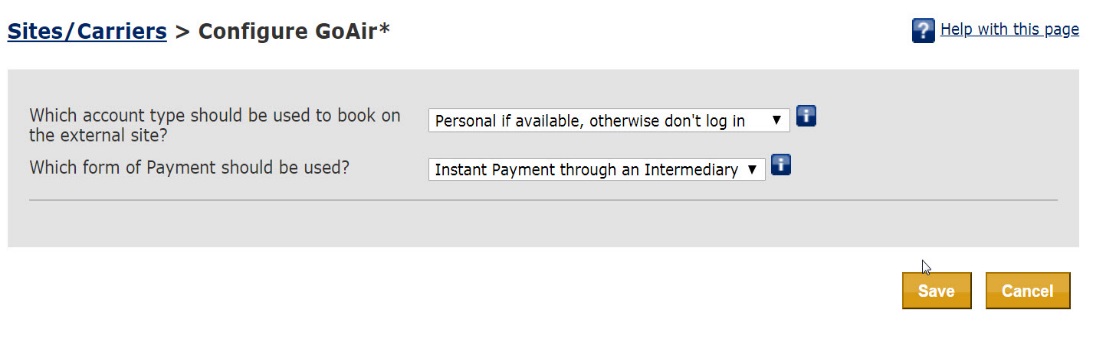 Sites/Carriers > Configure GoAir*
Help with this page
Which account type should be used to book on
the external site?
Personal if available, otherwise don't log in
Which form of Payment should be used?
Instant Payment through an Intermediary
Save
Cancel